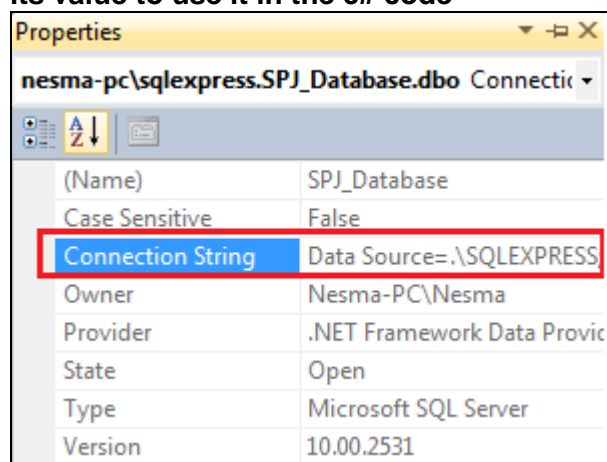 its value to use it in the c# code
Properties
nesma-pc\sqlexpress.SPJ_Database.dbo Connectic
(Name) SPJ_Database
Case Sensitive False
Connection String Data Source=.\SQLEXPRESS
Owner Nesma-PC\Nesma
Provider .NET Framework Data Provic
State Open
Type Microsoft SQL Server
Version 10.00.2531